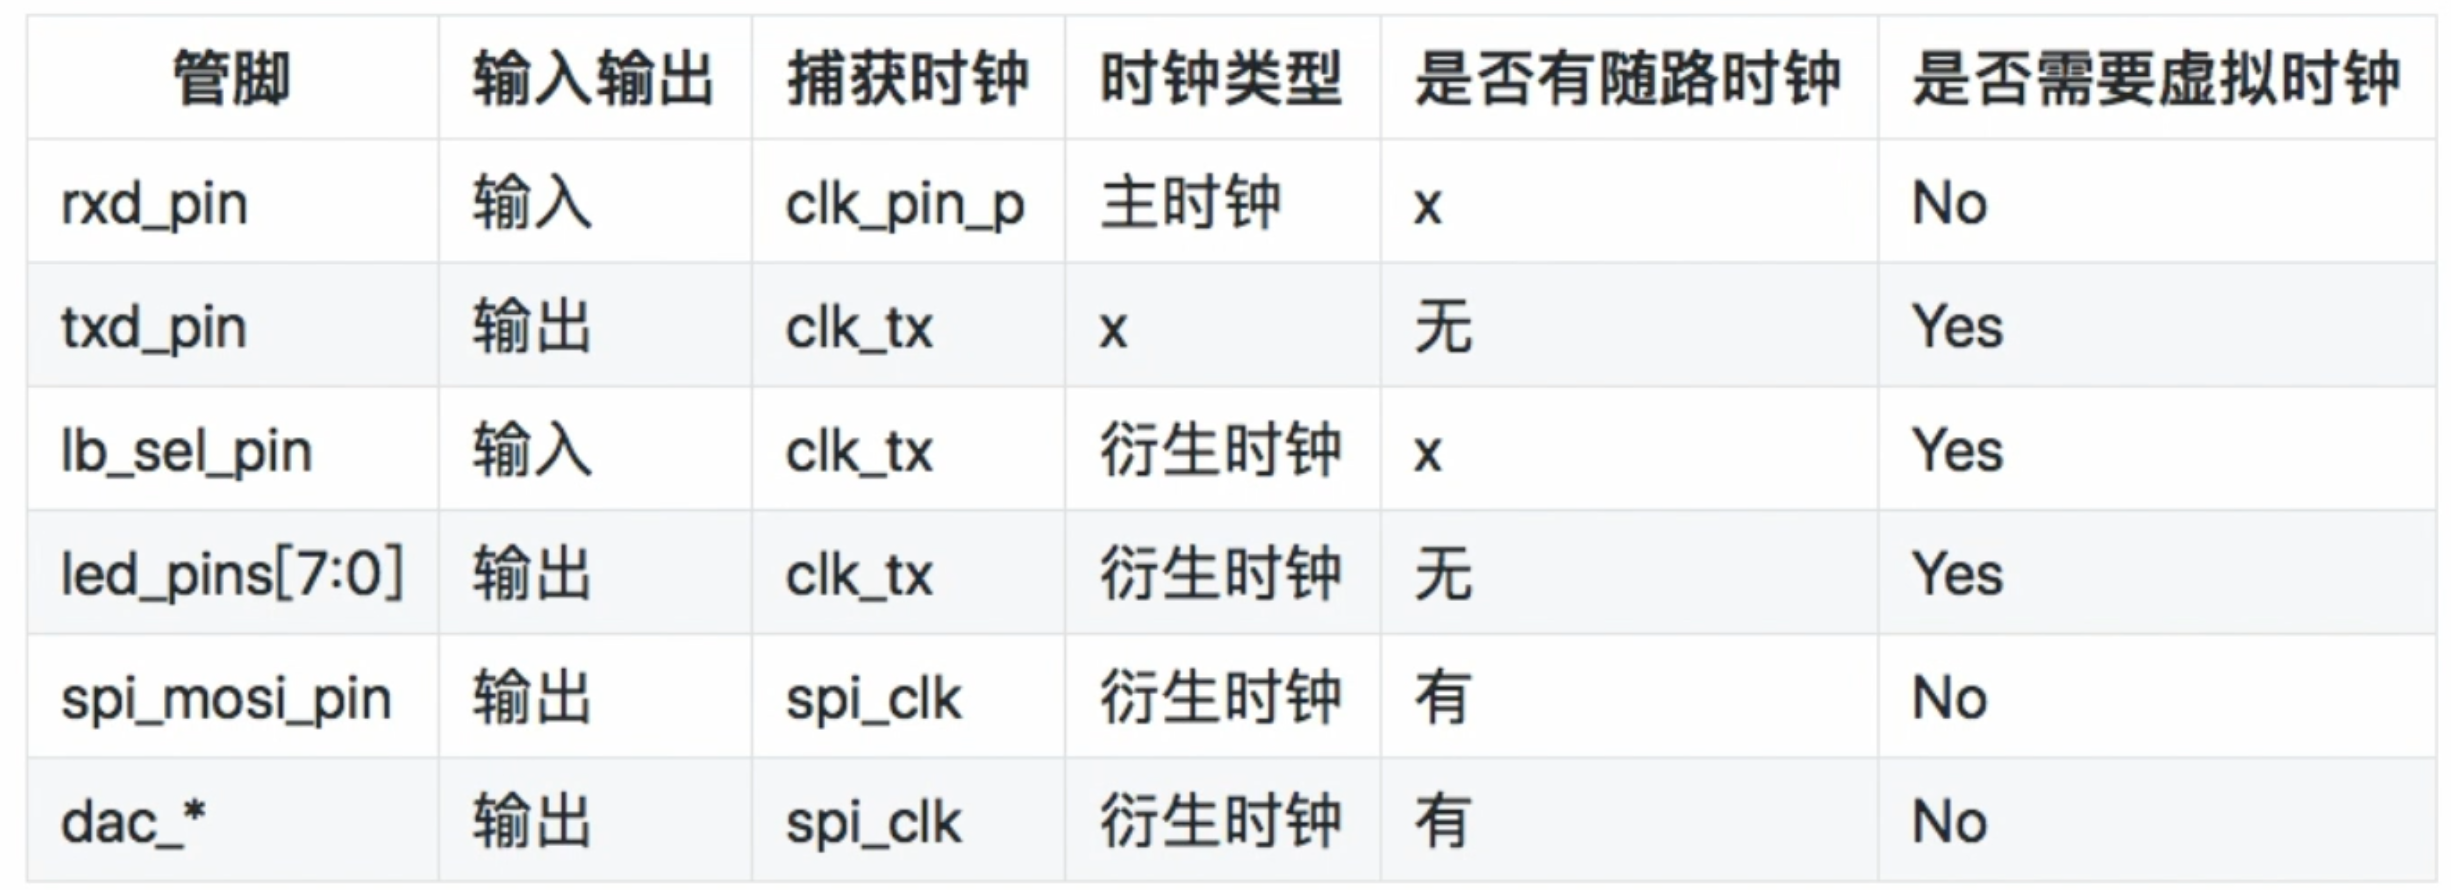 管脚 输入输出 捕获时钟 时钟类型 是否有随路时钟 是否需要虚拟时钟
rxd_pin 输入 clk_pin_p 主时钟 x No
txd_pin 输出 clk_tx x 无 Yes
lb_sel_pin 输入 clk_tx 衍生时钟 x Yes
led_pins[7:0] 输出 clk_tx 衍生时钟 无 Yes
spi_mosi_pin 输出 spi_clk 衍生时钟 有 No
dac_* 输出 spi_clk 衍生时钟 有 No